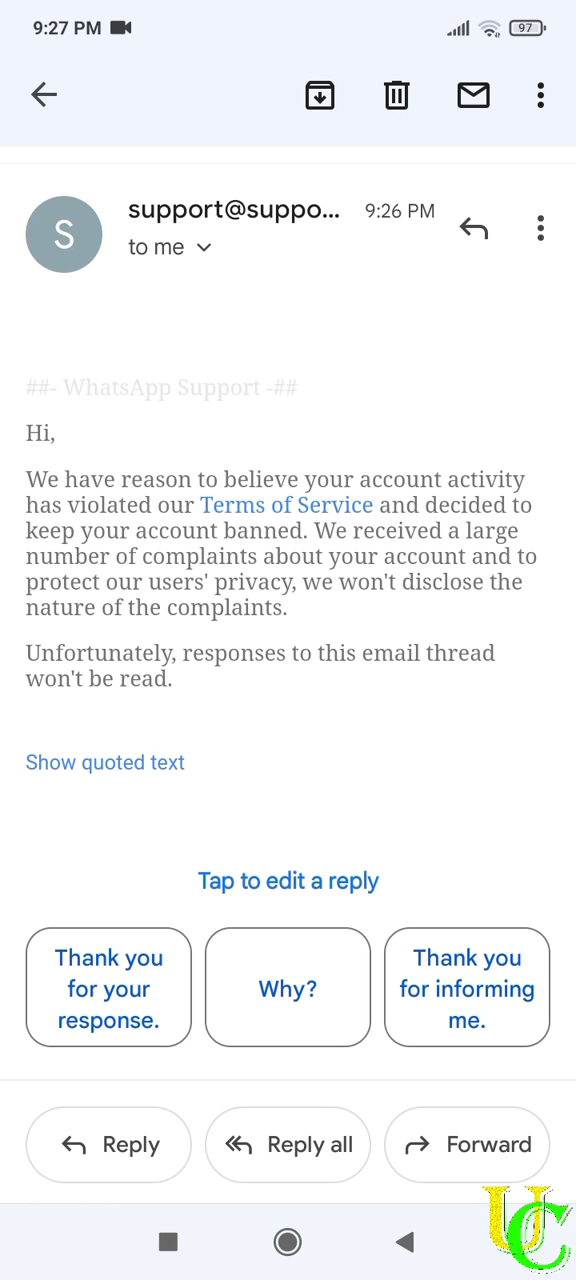 9:27 PM
97
support@suppo... 9:26 PM
S
to me
##- WhatsApp Support -##
Hi,
We have reason to believe your account activity
has violated our Terms of Service and decided to
keep your account banned. We received a large
number of complaints about your account and to
protect our users' privacy, we won't disclose the
nature of the complaints.
Unfortunately, responses to this email thread
won't be read.
Show quoted text
Tap to edit a reply
Thank you
for your
response.
Why?
Thank you
for informing
me.
Reply
Reply all
Forward
UC